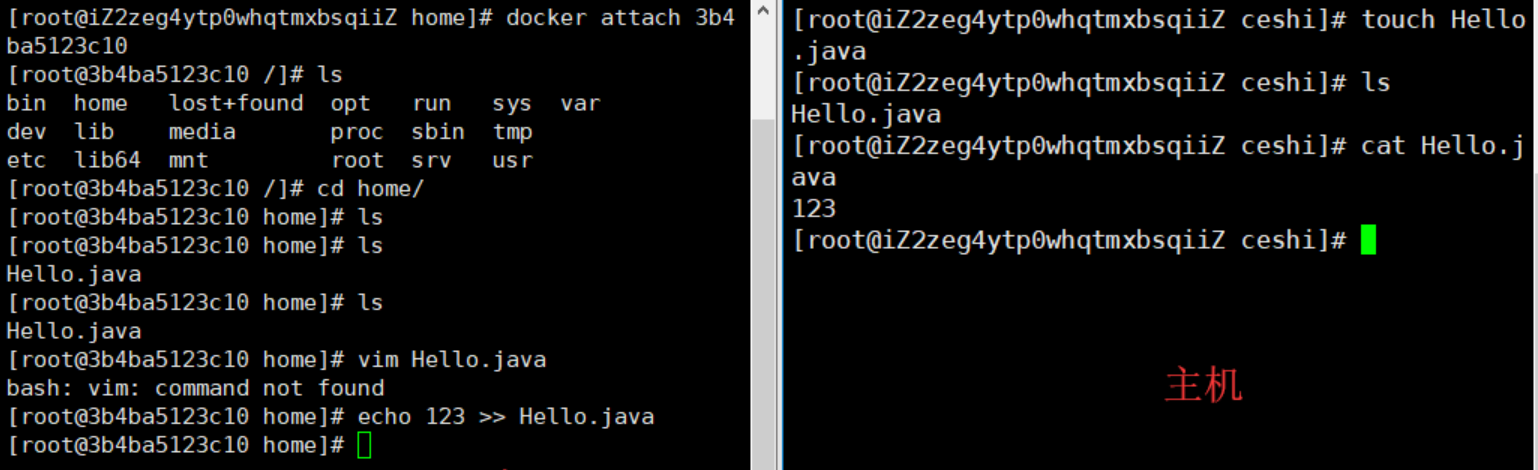 [root@iZ2zeg4ytp0whqtmxbsqiiZ home]# docker attach 3b4
ba5123c10
[root@3b4ba5123c10 /]# ls
bin  home   lost+found  opt   run   sys  var
dev  lib    media       proc  sbin  tmp
etc  lib64  mnt         root  srv   usr
[root@3b4ba5123c10 /]# cd home/
[root@3b4ba5123c10 home]# ls
[root@3b4ba5123c10 home]# ls
Hello.java
[root@3b4ba5123c10 home]# ls
Hello.java
[root@3b4ba5123c10 home]# vim Hello.java
bash: vim: command not found
[root@3b4ba5123c10 home]# echo 123 >> Hello.java
[root@3b4ba5123c10 home]#
[root@iZ2zeg4ytp0whqtmxbsqiiZ ceshi]# touch Hello
.java
[root@iZ2zeg4ytp0whqtmxbsqiiZ ceshi]# ls
Hello.java
[root@iZ2zeg4ytp0whqtmxbsqiiZ ceshi]# cat Hello.j
ava
123
[root@iZ2zeg4ytp0whqtmxbsqiiZ ceshi]#
主机